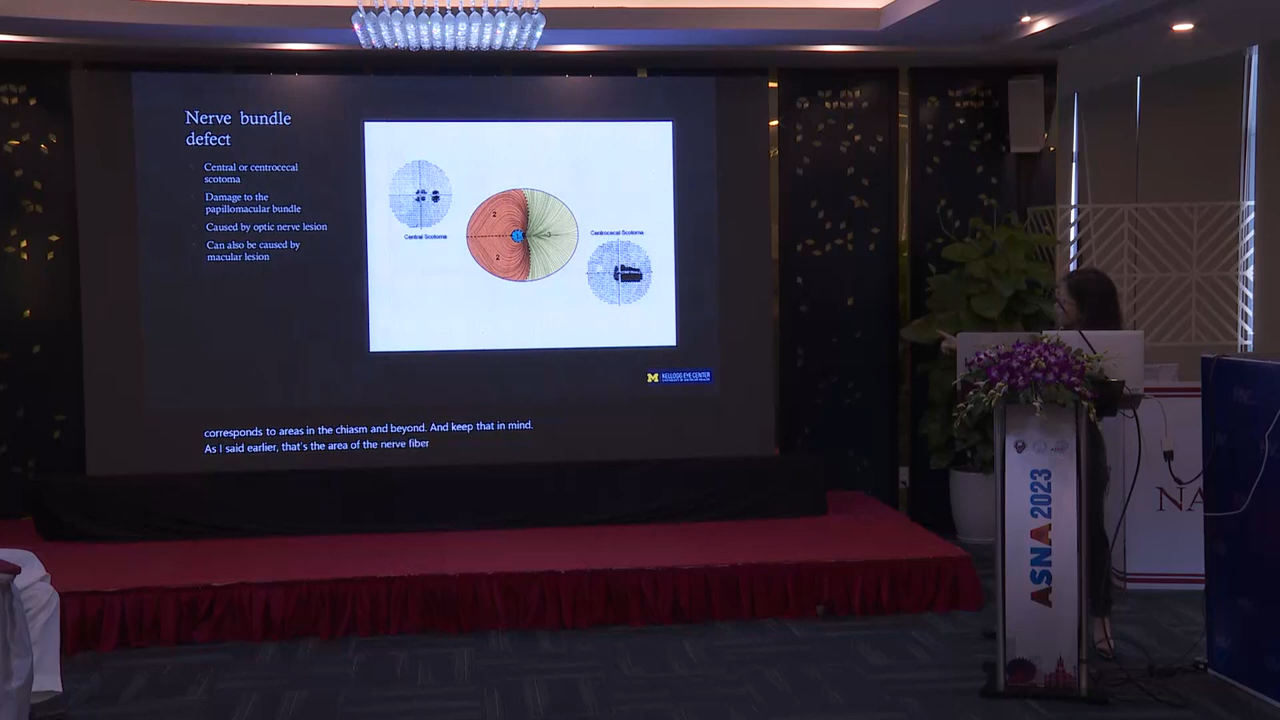 Nerve bundle
defect
Central or centrocecal
scotoma
Damage to the
papillomacular bundle
Caused by optic nerve lesion
Can also be caused by
macular lesion
2
2
Central Scotoma
Centrocecal Scotoma
M KELLOGG EYE CENTER
corresponds to areas in the chiasm and beyond. And keep that in mind.
As I said earlier, that's the area of the nerve fiber
ASNA 2023
NA